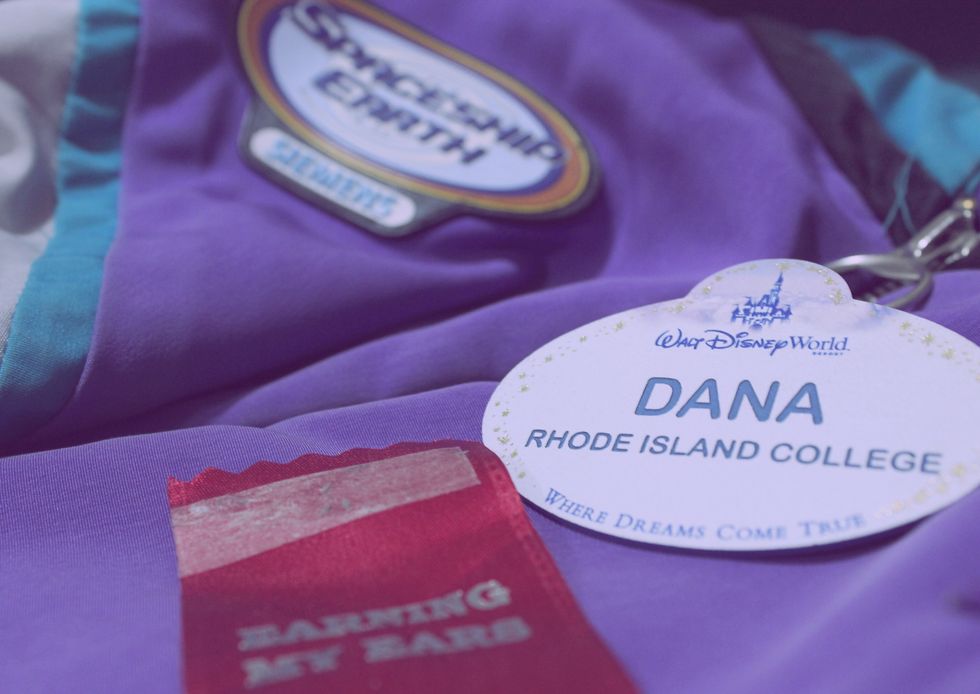 SPACESHIP
EARTH
SIEMENS
WALT DISNEY World
RESORT
DANA
RHODE ISLAND COLLEGE
WHERE DREAMS COME TRUE
EARNING
MY EARS